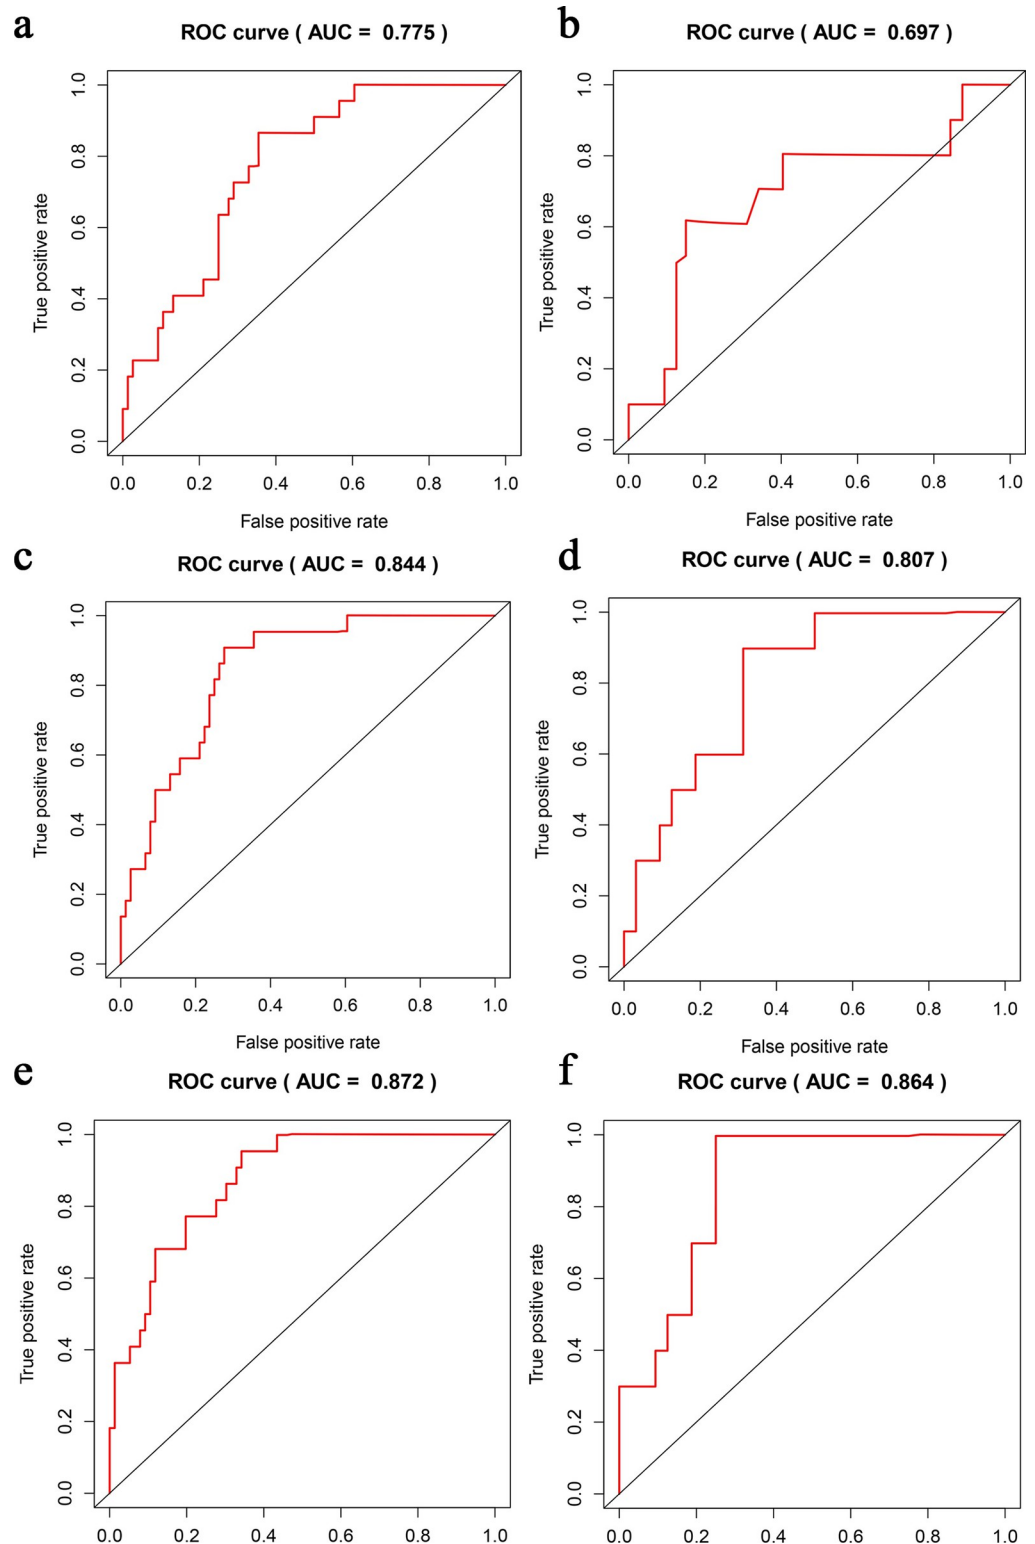 a
ROC curve ( AUC = 0.775 )
True positive rate
0.0 0.2 0.4 0.6 0.8 1.0
0.0 0.2 0.4 0.6 0.8 1.0
False positive rate
b
ROC curve ( AUC = 0.697 )
True positive rate
0.0 0.2 0.4 0.6 0.8 1.0
0.0 0.2 0.4 0.6 0.8 1.0
False positive rate
c
ROC curve ( AUC = 0.844 )
True positive rate
0.0 0.2 0.4 0.6 0.8 1.0
0.0 0.2 0.4 0.6 0.8 1.0
False positive rate
d
ROC curve ( AUC = 0.807 )
True positive rate
0.0 0.2 0.4 0.6 0.8 1.0
0.0 0.2 0.4 0.6 0.8 1.0
False positive rate
e
ROC curve ( AUC = 0.872 )
True positive rate
0.0 0.2 0.4 0.6 0.8 1.0
0.0 0.2 0.4 0.6 0.8 1.0
f
ROC curve ( AUC = 0.864 )
True positive rate
0.0 0.2 0.4 0.6 0.8 1.0
0.0 0.2 0.4 0.6 0.8 1.0